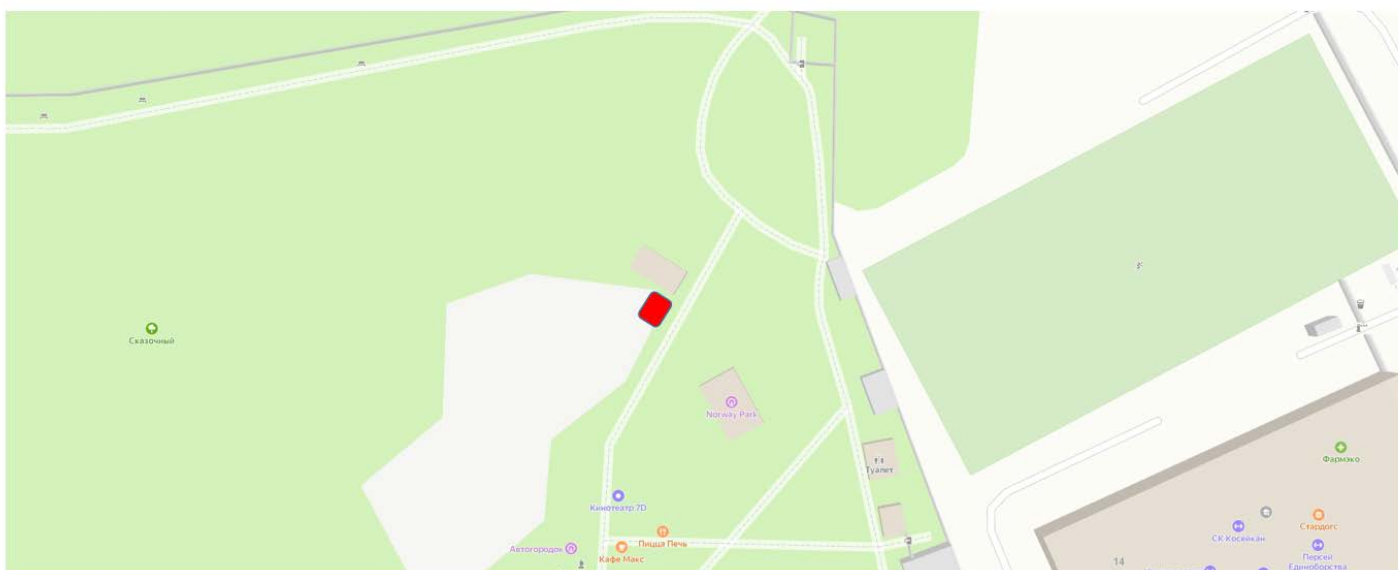 Сказочный
Norway Park
Туалет
Фармэко
Кинотеатр 7D
Стардогс
СК Косейкан
Пицца Печь
Автогородок
Кафе Макс
14
Персей
Единоборства